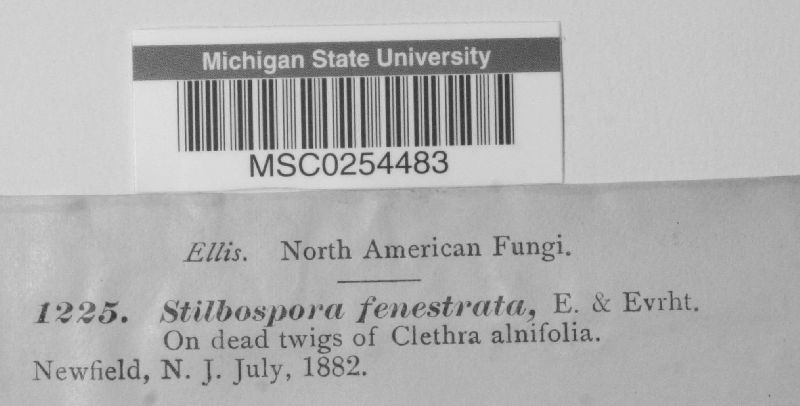 Michigan State University
MSC0254483
Ellis. North American Fungi.
1225. Stilbospora fenestrata, E. & Evrht.
On dead twigs of Clethra alnifolia.
Newfield, N. J. July, 1882.